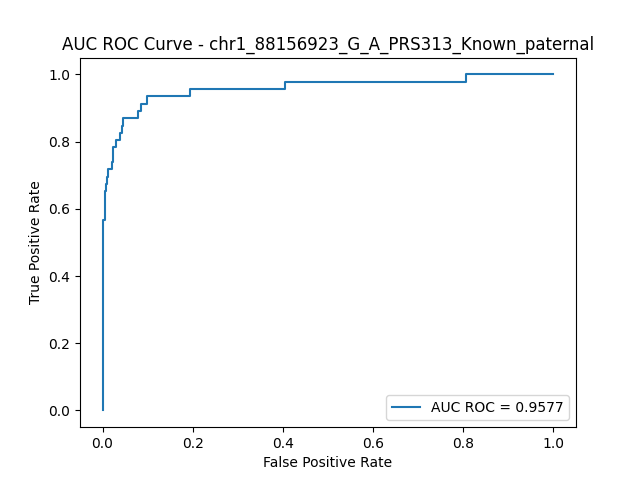 AUC ROC Curve - chr1_88156923_G_A_PRS313_Known_paternal
1.0
0.8
0.6
0.4
0.2
0.0
True Positive Rate
AUC ROC = 0.9577
0.0 0.2 0.4 0.6 0.8 1.0
False Positive Rate